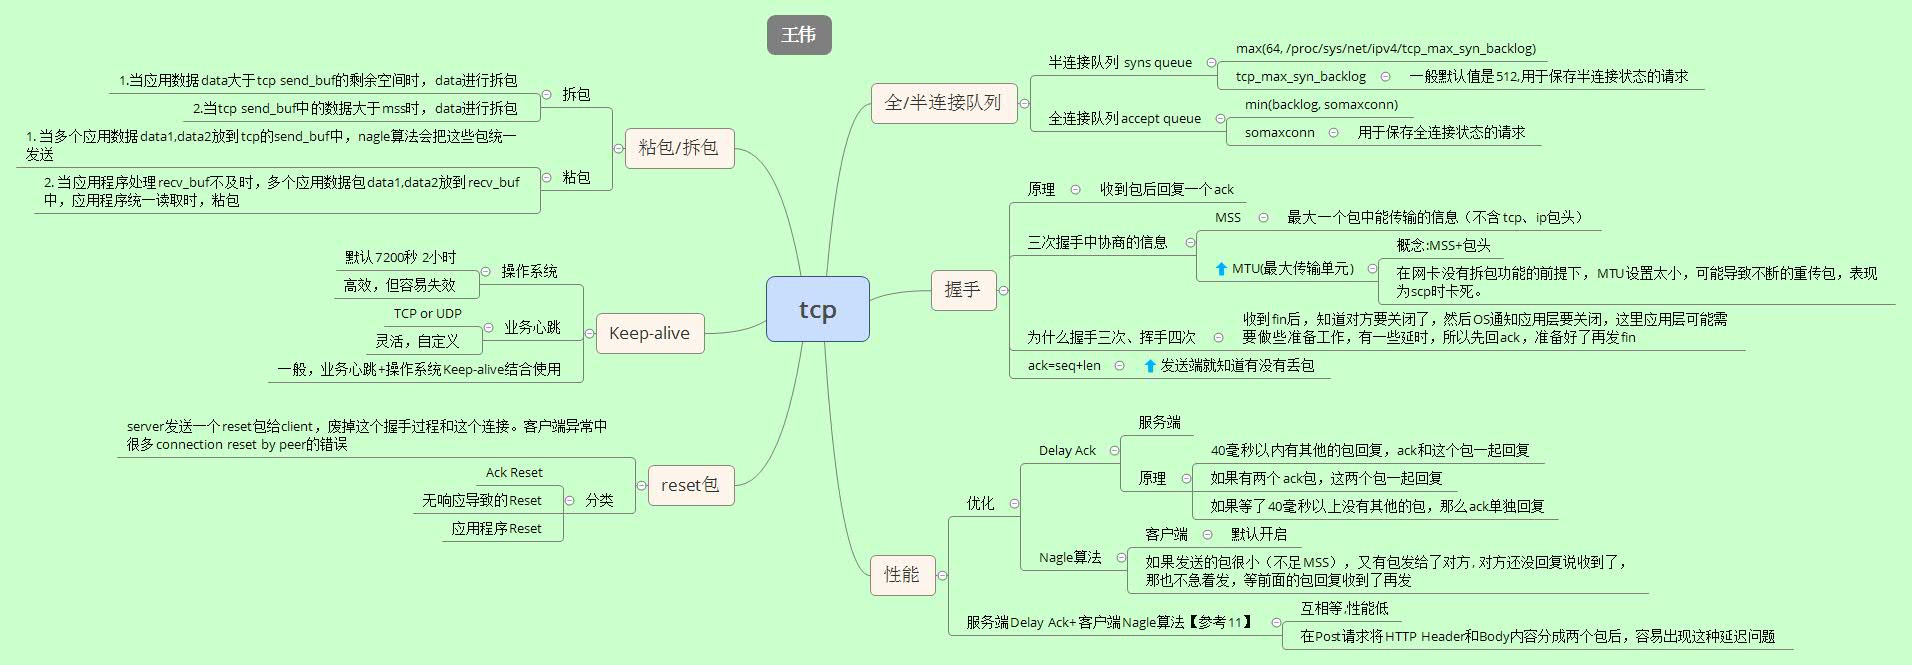 王伟
tcp
粘包/拆包
拆包
1.当应用数据data大于tcp send_buf的剩余空间时，data进行拆包
2.当tcp send_buf中的数据大于mss时，data进行拆包
粘包
1. 当多个应用数据data1,data2放到tcp的send_buf中，nagle算法会把这些包统一
发送
2. 当应用程序处理recv_buf不及时，多个应用数据包data1,data2放到recv_buf
中，应用程序统一读取时，粘包
Keep-alive
操作系统
默认7200秒 2小时
高效，但容易失效
业务心跳
TCP or UDP
灵活，自定义
一般，业务心跳+操作系统Keep-alive结合使用
reset包
server发送一个reset包给client，废掉这个握手过程和这个连接。客户端异常中
很多connection reset by peer的错误
分类
Ack Reset
无响应导致的Reset
应用程序Reset
全/半连接队列
半连接队列 syns queue
max(64, /proc/sys/net/ipv4/tcp_max_syn_backlog)
tcp_max_syn_backlog
一般默认值是512,用于保存半连接状态的请求
全连接队列accept queue
min(backlog, somaxconn)
somaxconn
用于保存全连接状态的请求
握手
原理
收到包后回复一个ack
三次握手中协商的信息
MSS
最大一个包中能传输的信息（不含tcp、ip包头）
MTU(最大传输单元)
概念:MSS+包头
在网卡没有拆包功能的前提下，MTU设置太小，可能导致不断的重传包，表现
为scp时卡死。
为什么握手三次、挥手四次
收到fin后，知道对方要关闭了，然后OS通知应用层要关闭，这里应用层可能需
要做些准备工作，有一些延时，所以先回ack，准备好了再发fin
ack=seq+len
发送端就知道有没有丢包
性能
优化
Delay Ack
服务端
原理
40毫秒以内有其他的包回复，ack和这个包一起回复
如果有两个ack包，这两个包一起回复
如果等了40毫秒以上没有其他的包，那么ack单独回复
Nagle算法
客户端
默认开启
如果发送的包很小（不足MSS），又有包发给了对方, 对方还没回复说收到了，
那也不急着发，等前面的包回复收到了再发
服务端Delay Ack+客户端Nagle算法【参考11】
互相等,性能低
在Post请求将HTTP Header和Body内容分成两个包后，容易出现这种延迟问题